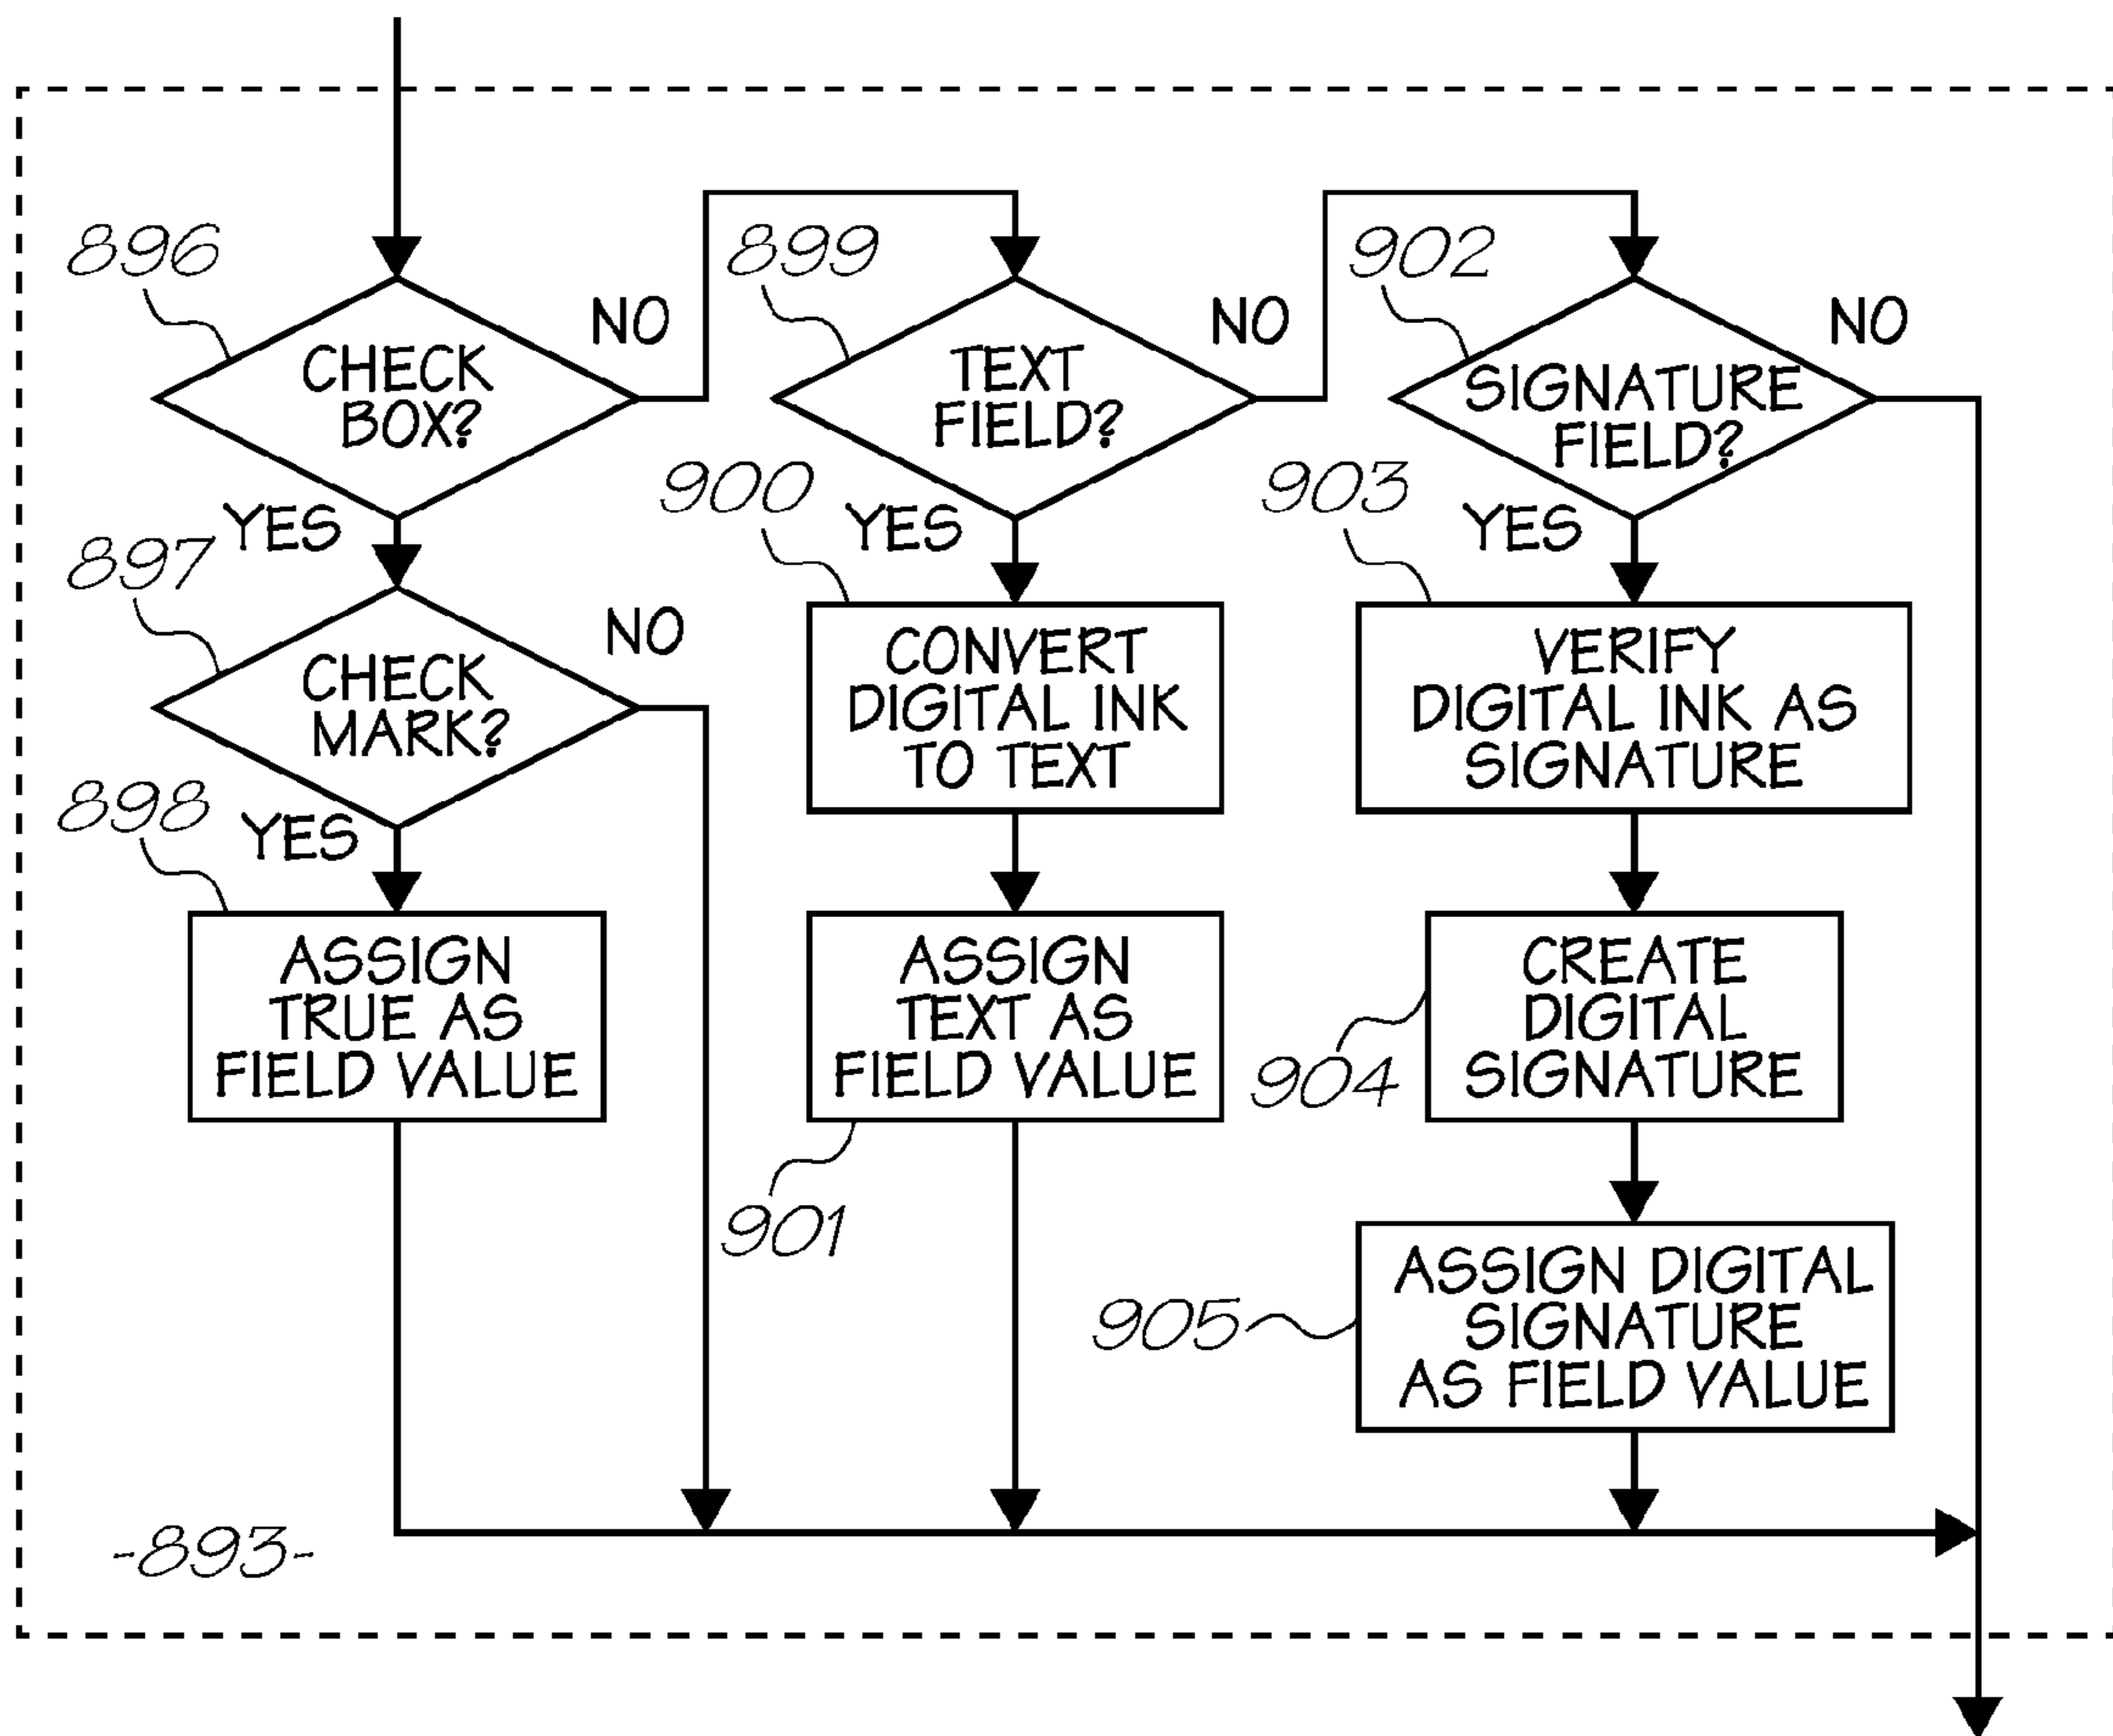 896
CHECK
BOX?
NO
YES
897
CHECK
MARK?
NO
YES
898
ASSIGN
TRUE AS
FIELD VALUE
899
TEXT
FIELD?
NO
YES
900
CONVERT
DIGITAL INK
TO TEXT
ASSIGN
TEXT AS
FIELD VALUE
901
902
SIGNATURE
FIELD?
NO
YES
903
VERIFY
DIGITAL INK AS
SIGNATURE
CREATE
DIGITAL
SIGNATURE
904
ASSIGN DIGITAL
SIGNATURE
AS FIELD VALUE
905
-893-